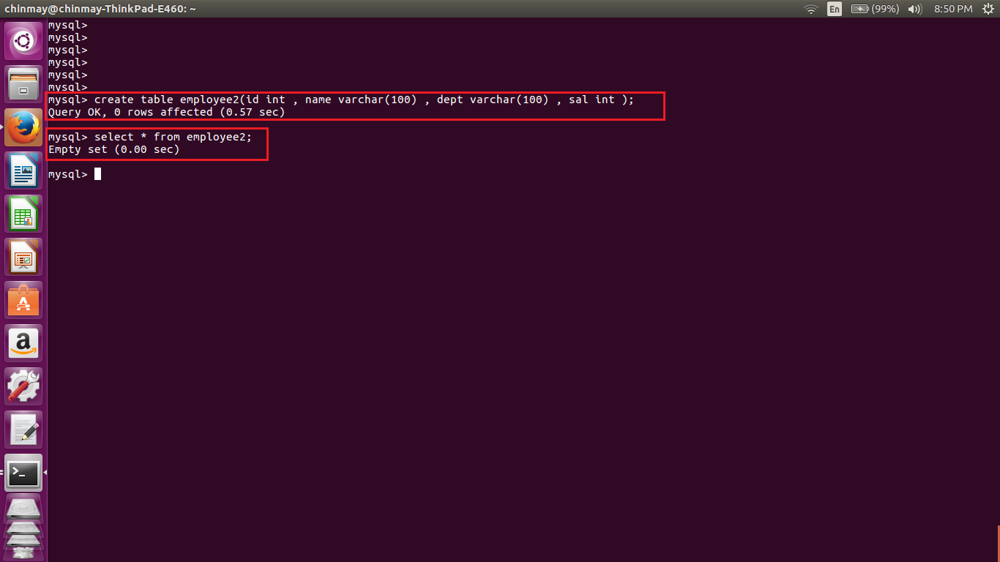 chinmay@chinmay-ThinkPad-E460: ~
En
(99%)
8:50 PM
mysql>
mysql>
mysql>
mysql>
mysql>
mysql>
mysql> create table employee2(id int , name varchar(100) , dept varchar(100) , sal int );
Query OK, 0 rows affected (0.57 sec)
mysql> select * from employee2;
Empty set (0.00 sec)
mysql>
A
a
>_